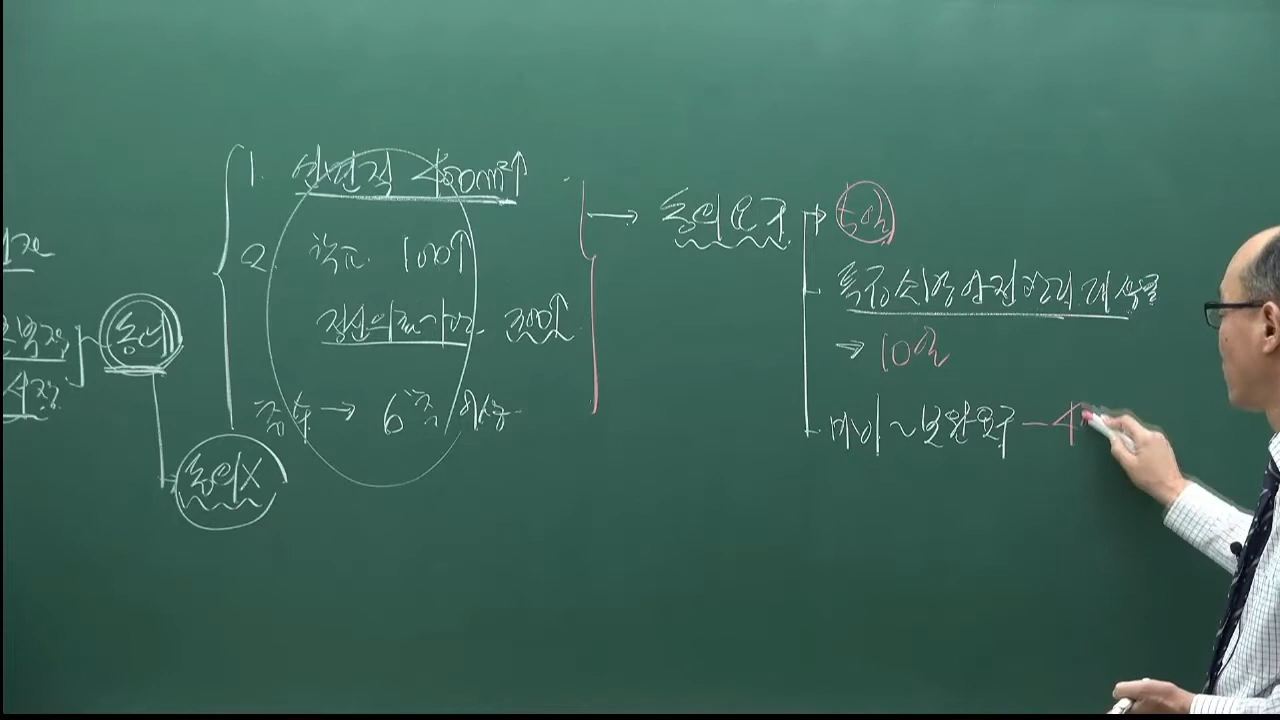 동의
동의X
1. 연면적 400m²↑
2. 학교 100↑
정신의료기관 300↑
층수 → 6층 이상
→ 동의요구
5일
특급소방안전관리대상물
→ 10일
미비 ~ 보완요구 - 4